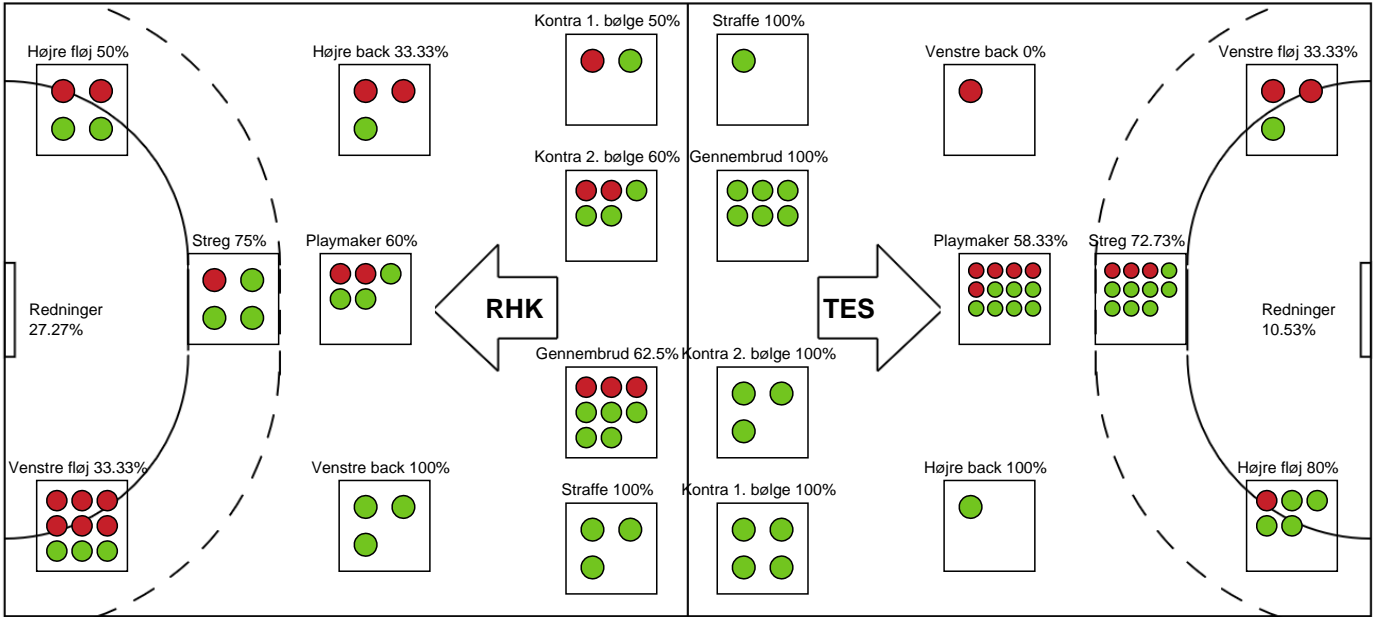 Kontra 1. bølge 50%
Straffe 100%
Højre fløj 50%
Højre back 33.33%
Venstre back 0%
Venstre fløj 33.33%
Kontra 2. bølge 60%
Gennembrud 100%
Streg 75%
Playmaker 60%
Playmaker 58.33%
Streg 72.73%
Redninger
27.27%
RHK
TES
Redninger
10.53%
Gennembrud 62.5%
Kontra 2. bølge 100%
Venstre fløj 33.33%
Venstre back 100%
Straffe 100%
Kontra 1. bølge 100%
Højre back 100%
Højre fløj 80%